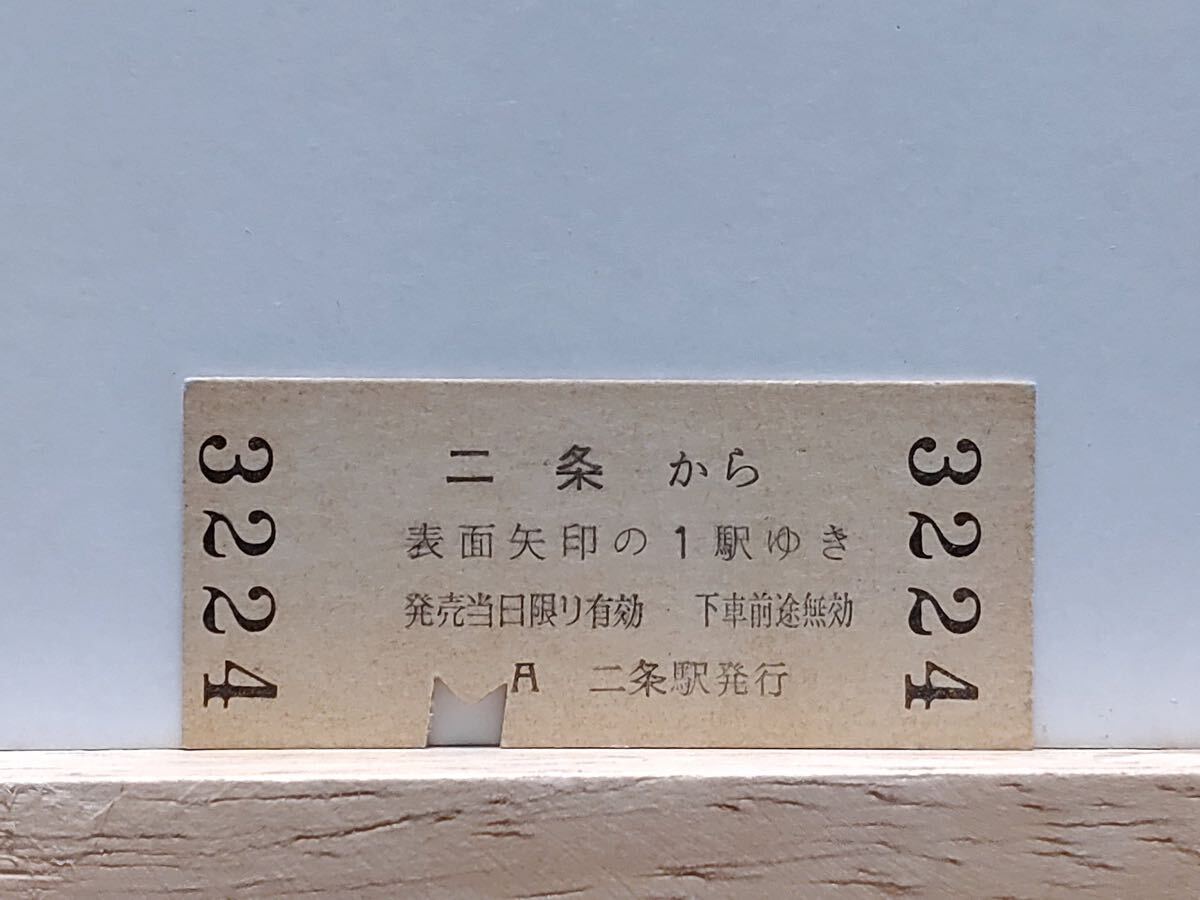 3224
二条 から
表面矢印の1駅ゆき
発売当日限り有効 下車前途無効
A 二条駅発行
3224